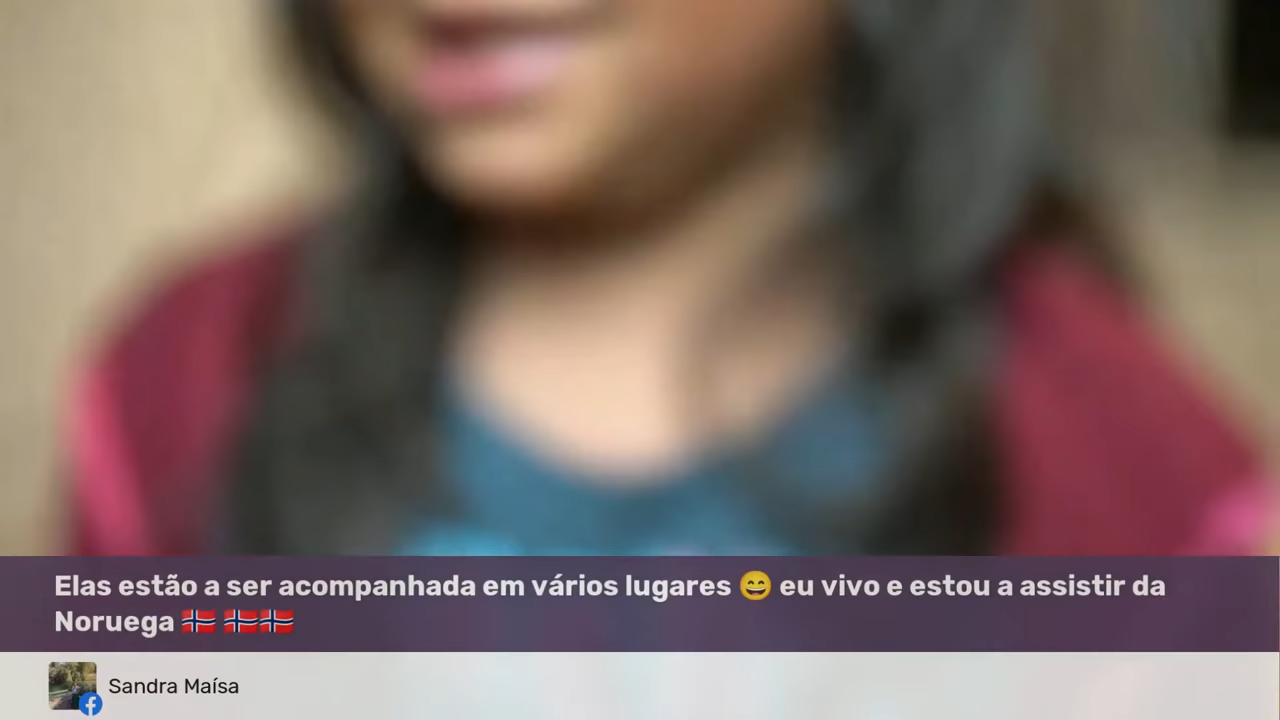 Elas estão a ser acompanhada em vários lugares 😄 eu vivo e estou a assistir da
Noruega 🇳🇴 🇳🇴🇳🇴
Sandra Maísa